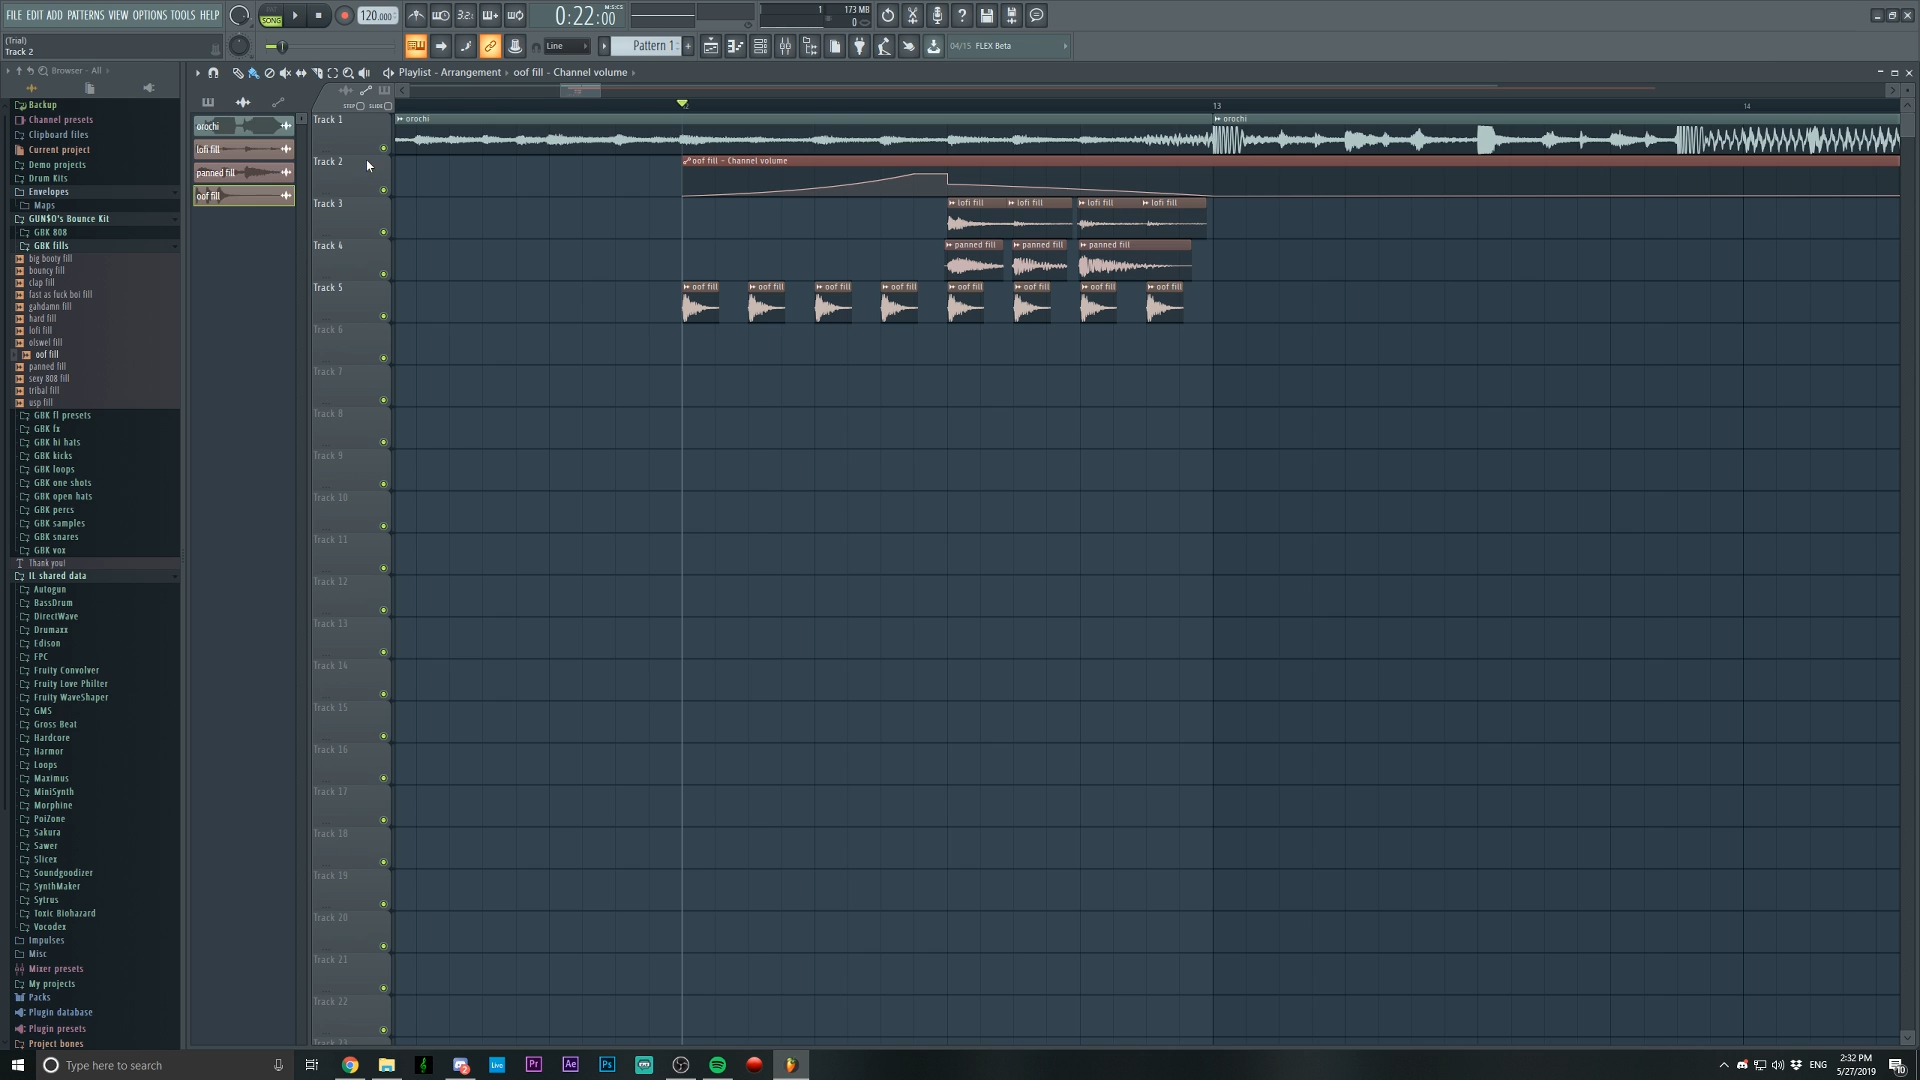 FILE EDIT ADD PATTERNS VIEW OPTIONS TOOLS HELP
PAT
SONG
120.000
3.2.
0:22:00
M:S:CS
1
173 MB
0
(Trial)
Track 2
Line
Pattern 1
04/15 FLEX Beta
Browser - All
Playlist - Arrangement
oof fill - Channel volume
STEP
SLIDE
12
13
14
Backup
Channel presets
Clipboard files
Current project
Demo projects
Drum Kits
Envelopes
Maps
GUN$O's Bounce Kit
GBK 808
GBK fills
big booty fill
bouncy fill
clap fill
fast as fuck boi fill
gahdamn fill
hard fill
lofi fill
olswel fill
oof fill
panned fill
sexy 808 fill
tribal fill
usp fill
GBK fl presets
GBK fx
GBK hi hats
GBK kicks
GBK loops
GBK one shots
GBK open hats
GBK percs
GBK samples
GBK snares
GBK vox
Thank you!
IL shared data
Autogun
BassDrum
DirectWave
Drumaxx
Edison
FPC
Fruity Convolver
Fruity Love Philter
Fruity WaveShaper
GMS
Gross Beat
Hardcore
Harmor
Loops
Maximus
MiniSynth
Morphine
PoiZone
Sakura
Sawer
Slicex
Soundgoodizer
SynthMaker
Sytrus
Toxic Biohazard
Vocodex
Impulses
Misc
Mixer presets
My projects
Packs
Plugin database
Plugin presets
Project bones
orochi
lofi fill
panned fill
oof fill
Track 1
orochi
orochi
Track 2
oof fill - Channel volume
Track 3
lofi fill
lofi fill
lofi fill
lofi fill
Track 4
panned fill
panned fill
panned fill
Track 5
oof fill
oof fill
oof fill
oof fill
oof fill
oof fill
oof fill
oof fill
Track 6
Track 7
Track 8
Track 9
Track 10
Track 11
Track 12
Track 13
Track 14
Track 15
Track 16
Track 17
Track 18
Track 19
Track 20
Track 21
Track 22
Track 23
Type here to search
2
Live
Pr
Ae
Ps
ENG
2:32 PM
5/27/2019
10